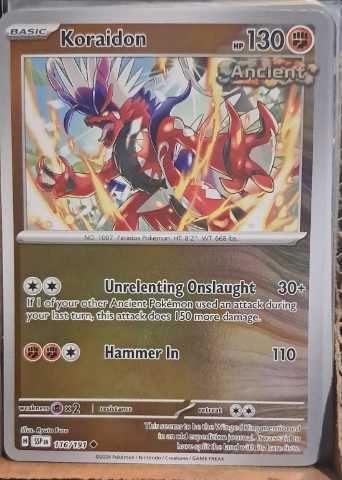 BASIC
Koraidon
HP 130
Ancient
NO. 1007 Paradox Pokémon HT: 8'2" WT: 668 lbs.
Unrelenting Onslaught 30+
If 1 of your other Ancient Pokémon used an attack during
your last turn, this attack does 150 more damage.
Hammer In 110
weakness ×2 resistance retreat
Illus. Ryuta Fuse
H SSP EN 116/191
This seems to be the Winged King mentioned
in an old expedition journal. It was said to
have split the land with its bare fists.
©2024 Pokémon / Nintendo / Creatures / GAME FREAK